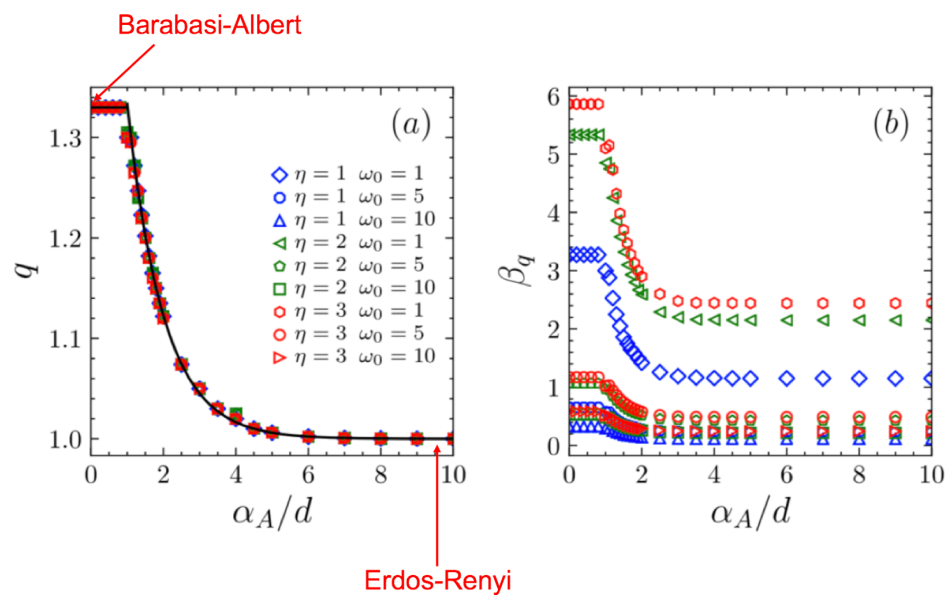 Barabasi-Albert
(a)
1.3
1.2
1.1
1.0
q
η = 1 ω₀ = 1
η = 1 ω₀ = 5
η = 1 ω₀ = 10
η = 2 ω₀ = 1
η = 2 ω₀ = 5
η = 2 ω₀ = 10
η = 3 ω₀ = 1
η = 3 ω₀ = 5
η = 3 ω₀ = 10
0 2 4 6 8 10
α_A/d
(b)
6
5
4
3
2
1
0
β_q
0 2 4 6 8 10
α_A/d
Erdos-Renyi